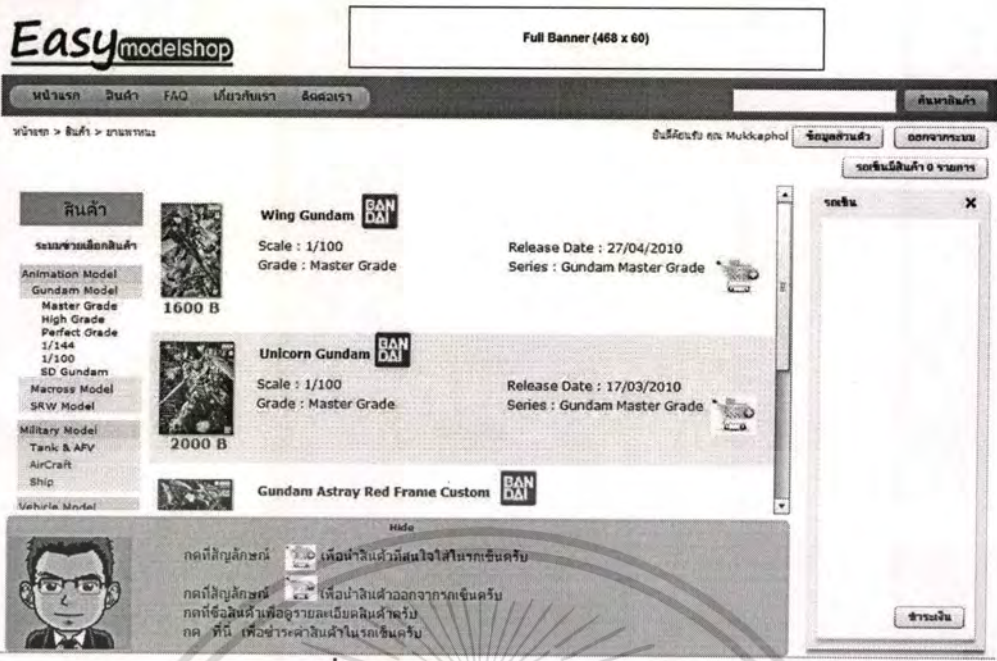 Easy modelshop
Full Banner (468 x 60)
หน้าแรก สินค้า FAQ เกี่ยวกับเรา ติดต่อเรา
ค้นหาสินค้า
หน้าแรก > สินค้า > ยานพาหนะ
ยินดีต้อนรับ คุณ Mukkaphol ข้อมูลส่วนตัว ออกจากระบบ
รถเข็นมีสินค้า 0 รายการ
สินค้า
ระบบช่วยเลือกสินค้า
Animation Model
Gundam Model
Master Grade
High Grade
Perfect Grade
1/144
1/100
SD Gundam
Macross Model
SRW Model
Military Model
Tank & AFV
AirCraft
Ship
Vehicle Model
Wing Gundam BAN DAI
Scale : 1/100
Grade : Master Grade
Release Date : 27/04/2010
Series : Gundam Master Grade
1600 B
Unicorn Gundam BAN DAI
Scale : 1/100
Grade : Master Grade
Release Date : 17/03/2010
Series : Gundam Master Grade
2000 B
Gundam Astray Red Frame Custom BAN DAI
รถเข็น X
ชำระเงิน
Hide
กดที่สัญลักษณ์ เพื่อนำสินค้าที่สนใจใส่ในรถเข็นครับ
กดที่สัญลักษณ์ เพื่อนำสินค้าออกจากรถเข็นครับ
กดที่ชื่อสินค้าเพื่อดูรายละเอียดสินค้าครับ
กด ที่นี่ เพื่อชำระค่าสินค้าในรถเข็นครับ